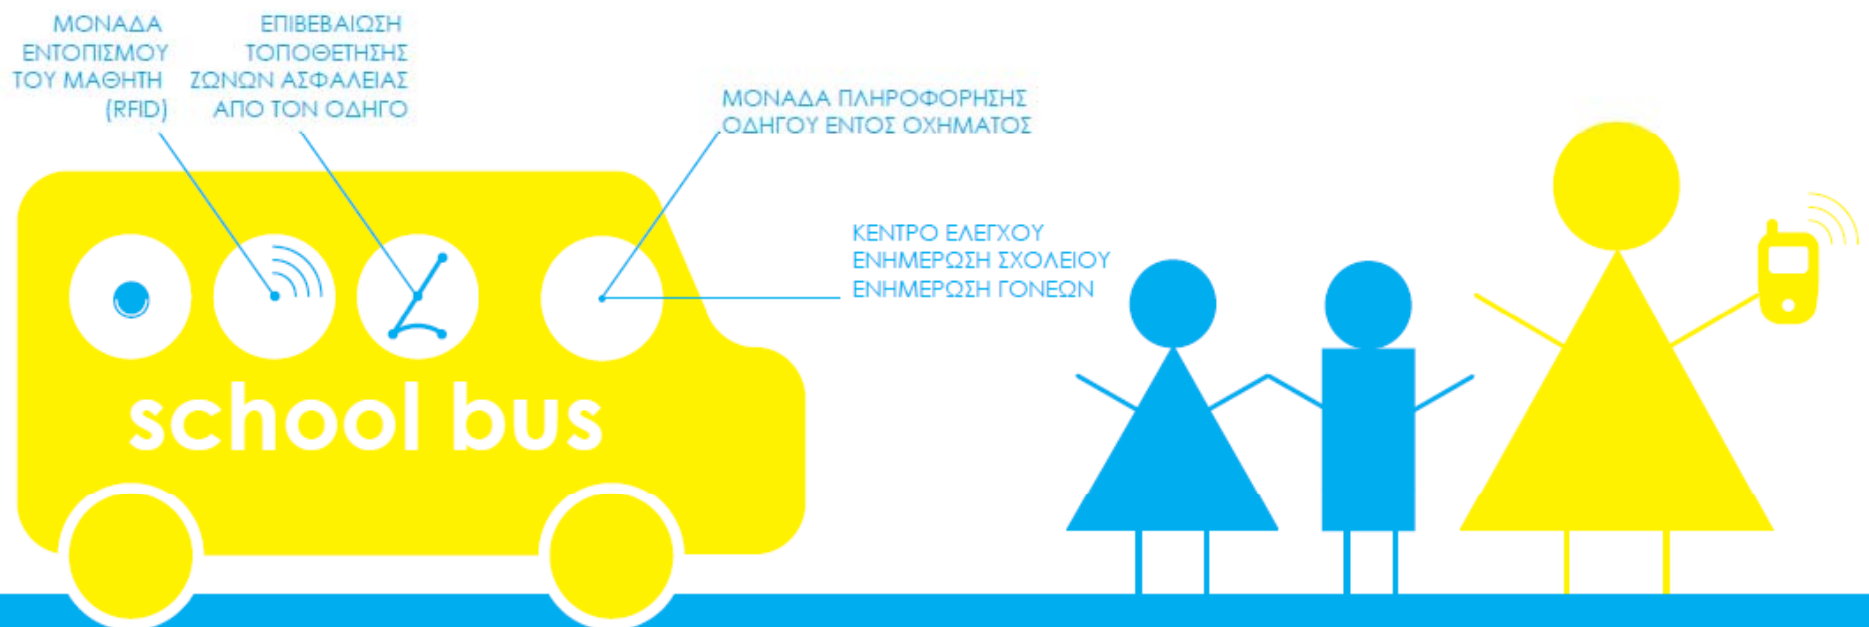 ΜΟΝΑΔΑ
ΕΝΤΟΠΙΣΜΟΥ
ΤΟΥ ΜΑΘΗΤΗ
(RFID)
ΕΠΙΒΕΒΑΙΩΣΗ
ΤΟΠΟΘΕΤΗΣΗΣ
ΖΩΝΩΝ ΑΣΦΑΛΕΙΑΣ
ΑΠΟ ΤΟΝ ΟΔΗΓΟ
ΜΟΝΑΔΑ ΠΛΗΡΟΦΟΡΗΣΗΣ
ΟΔΗΓΟΥ ΕΝΤΟΣ ΟΧΗΜΑΤΟΣ
ΚΕΝΤΡΟ ΕΛΕΓΧΟΥ
ΕΝΗΜΕΡΩΣΗ ΣΧΟΛΕΙΟΥ
ΕΝΗΜΕΡΩΣΗ ΓΟΝΕΩΝ
school bus